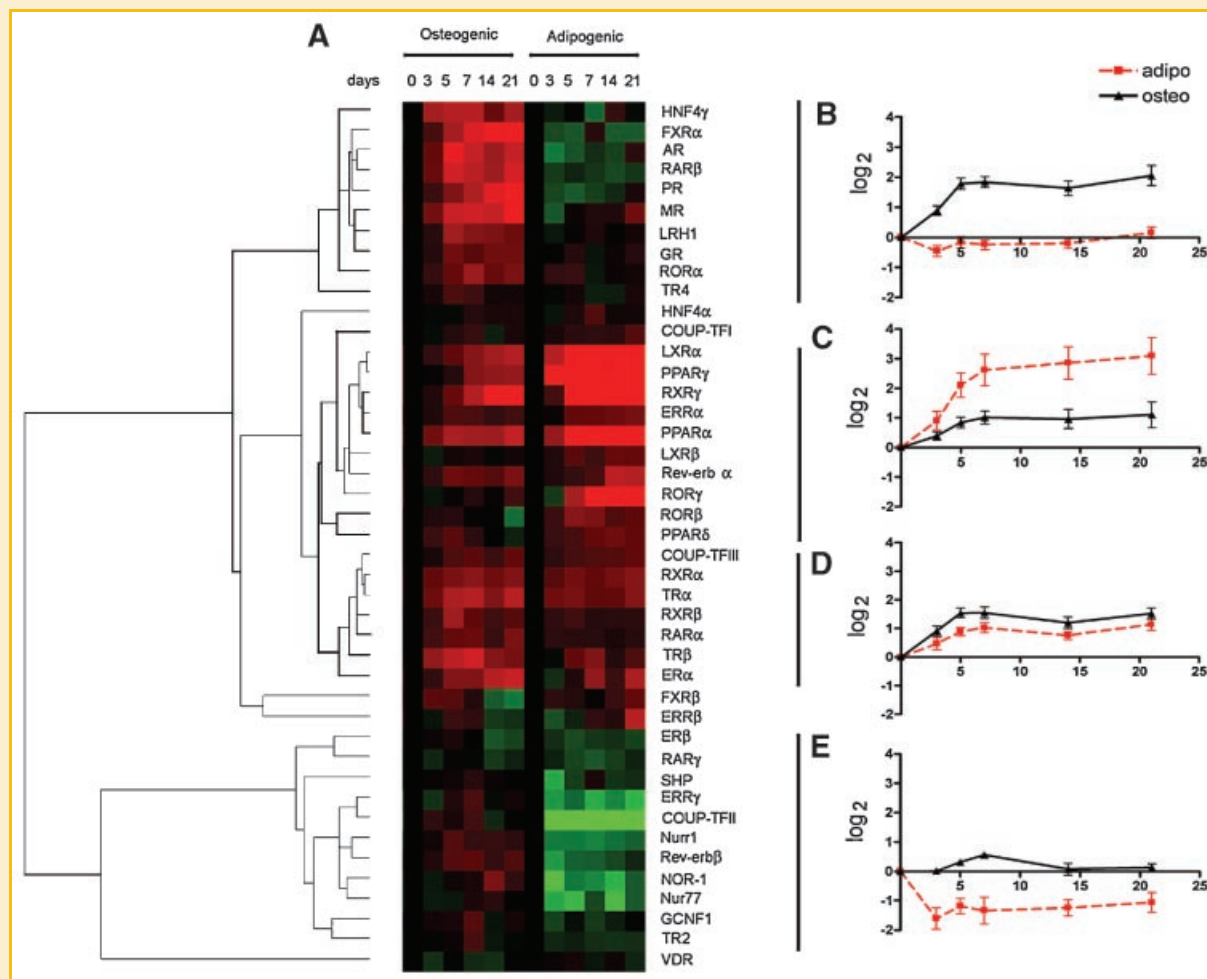 A
Osteogenic Adipogenic
days 0 3 5 7 14 21 0 3 5 7 14 21
HNF4γ
FXRα
AR
RARβ
PR
MR
LRH1
GR
RORα
TR4
HNF4α
COUP-TFI
LXRα
PPARγ
RXRγ
ERRα
PPARα
LXRβ
Rev-erb α
RORγ
RORβ
PPARδ
COUP-TFIII
RXRα
TRα
RXRβ
RARα
TRβ
ERα
FXRβ
ERRβ
ERβ
RARγ
SHP
ERRγ
COUP-TFII
Nurr1
Rev-erbβ
NOR-1
Nur77
GCNF1
TR2
VDR
adipo
osteo
B
log2
4
3
2
1
0
-1
-2
5 10 15 20 25
C
log2
4
3
2
1
0
-1
-2
5 10 15 20 25
D
log2
4
3
2
1
0
-1
-2
5 10 15 20 25
E
log2
4
3
2
1
0
-1
-2
5 10 15 20 25